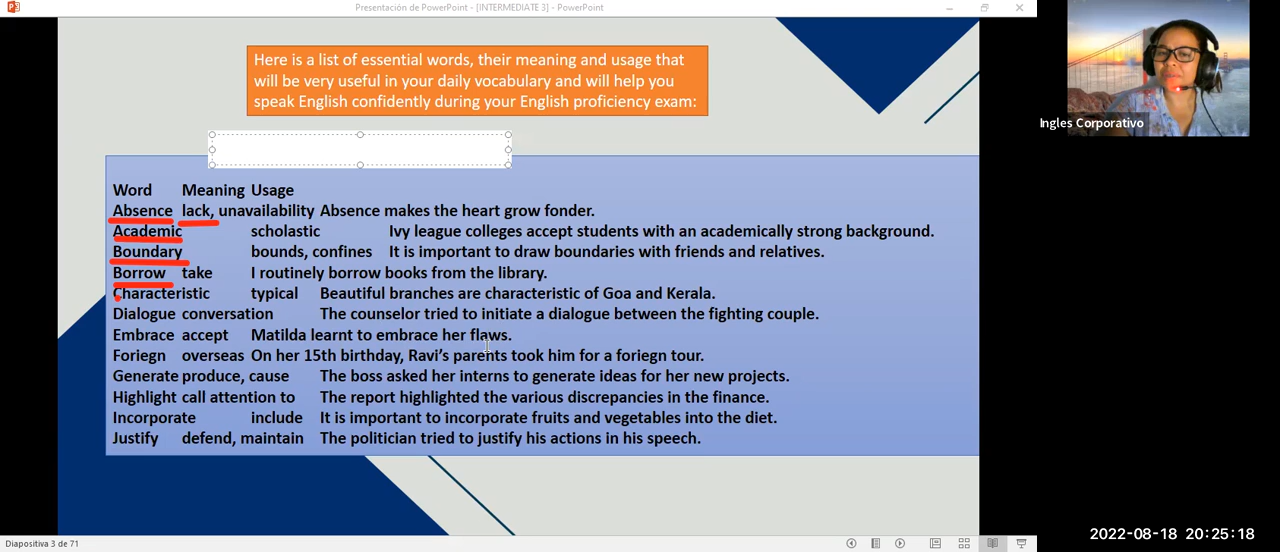 Presentación de PowerPoint - [INTERMEDIATE 3] - PowerPoint
Here is a list of essential words, their meaning and usage that
will be very useful in your daily vocabulary and will help you
speak English confidently during your English proficiency exam:
Ingles Corporativo
Word Meaning Usage
Absence lack, unavailability Absence makes the heart grow fonder.
Academic scholastic Ivy league colleges accept students with an academically strong background.
Boundary bounds, confines It is important to draw boundaries with friends and relatives.
Borrow take I routinely borrow books from the library.
Characteristic typical Beautiful branches are characteristic of Goa and Kerala.
Dialogue conversation The counselor tried to initiate a dialogue between the fighting couple.
Embrace accept Matilda learnt to embrace her flaws.
Foriegn overseas On her 15th birthday, Ravi's parents took him for a foriegn tour.
Generate produce, cause The boss asked her interns to generate ideas for her new projects.
Highlight call attention to The report highlighted the various discrepancies in the finance.
Incorporate include It is important to incorporate fruits and vegetables into the diet.
Justify defend, maintain The politician tried to justify his actions in his speech.
Diapositiva 3 de 71
2022-08-18 20:25:18